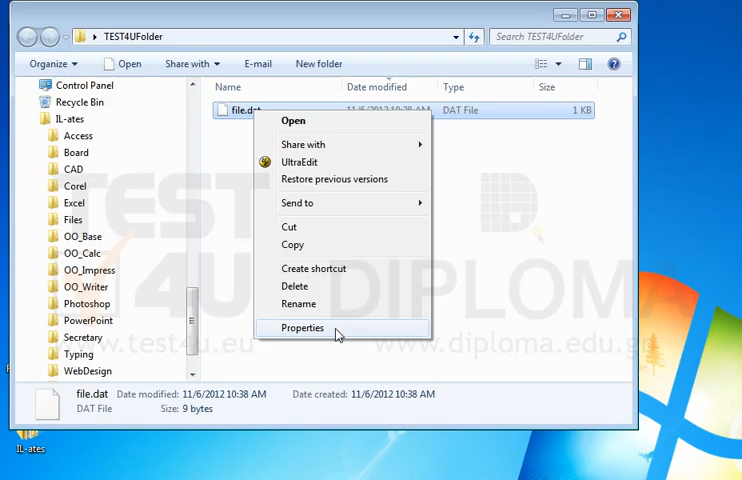 TEST4UFolder
Search TEST4UFolder
Organize
Open
Share with
E-mail
New folder
Control Panel
Recycle Bin
IL-ates
Access
Board
CAD
Corel
Excel
Files
OO_Base
OO_Calc
OO_Impress
OO_Writer
Photoshop
PowerPoint
Secretary
Typing
WebDesign
Name
Date modified
Type
Size
file.dat
11/6/2012 10:38 AM
DAT File
1 KB
Open
Share with
UltraEdit
Restore previous versions
Send to
Cut
Copy
Create shortcut
Delete
Rename
Properties
TEST
4U
DIPLOMA
www.test4u.eu
www.diploma.edu.gr
file.dat Date modified: 11/6/2012 10:38 AM Date created: 11/6/2012 10:38 AM
DAT File Size: 9 bytes
IL-ates